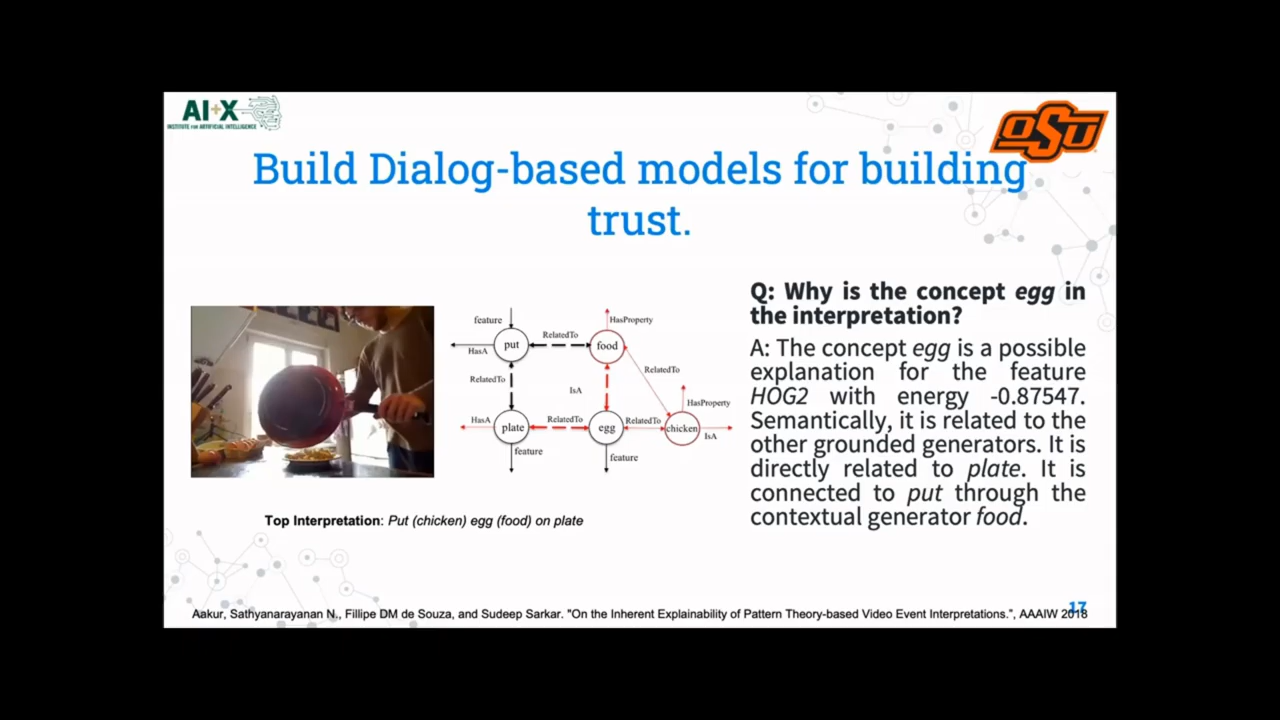 AI+X
INSTITUTE FOR ARTIFICIAL INTELLIGENCE
OSU
Build Dialog-based models for building
trust.
feature
HasProperty
put
RelatedTo
food
HasA
RelatedTo
RelatedTo
IsA
HasProperty
HasA
RelatedTo
RelatedTo
plate
egg
chicken
IsA
feature
feature
Top Interpretation: Put (chicken) egg (food) on plate
Q: Why is the concept egg in
the interpretation?
A: The concept egg is a possible
explanation for the feature
HOG2 with energy -0.87547.
Semantically, it is related to the
other grounded generators. It is
directly related to plate. It is
connected to put through the
contextual generator food.
17
Aakur, Sathyanarayanan N., Fillipe DM de Souza, and Sudeep Sarkar. "On the Inherent Explainability of Pattern Theory-based Video Event Interpretations.", AAAIW 2018